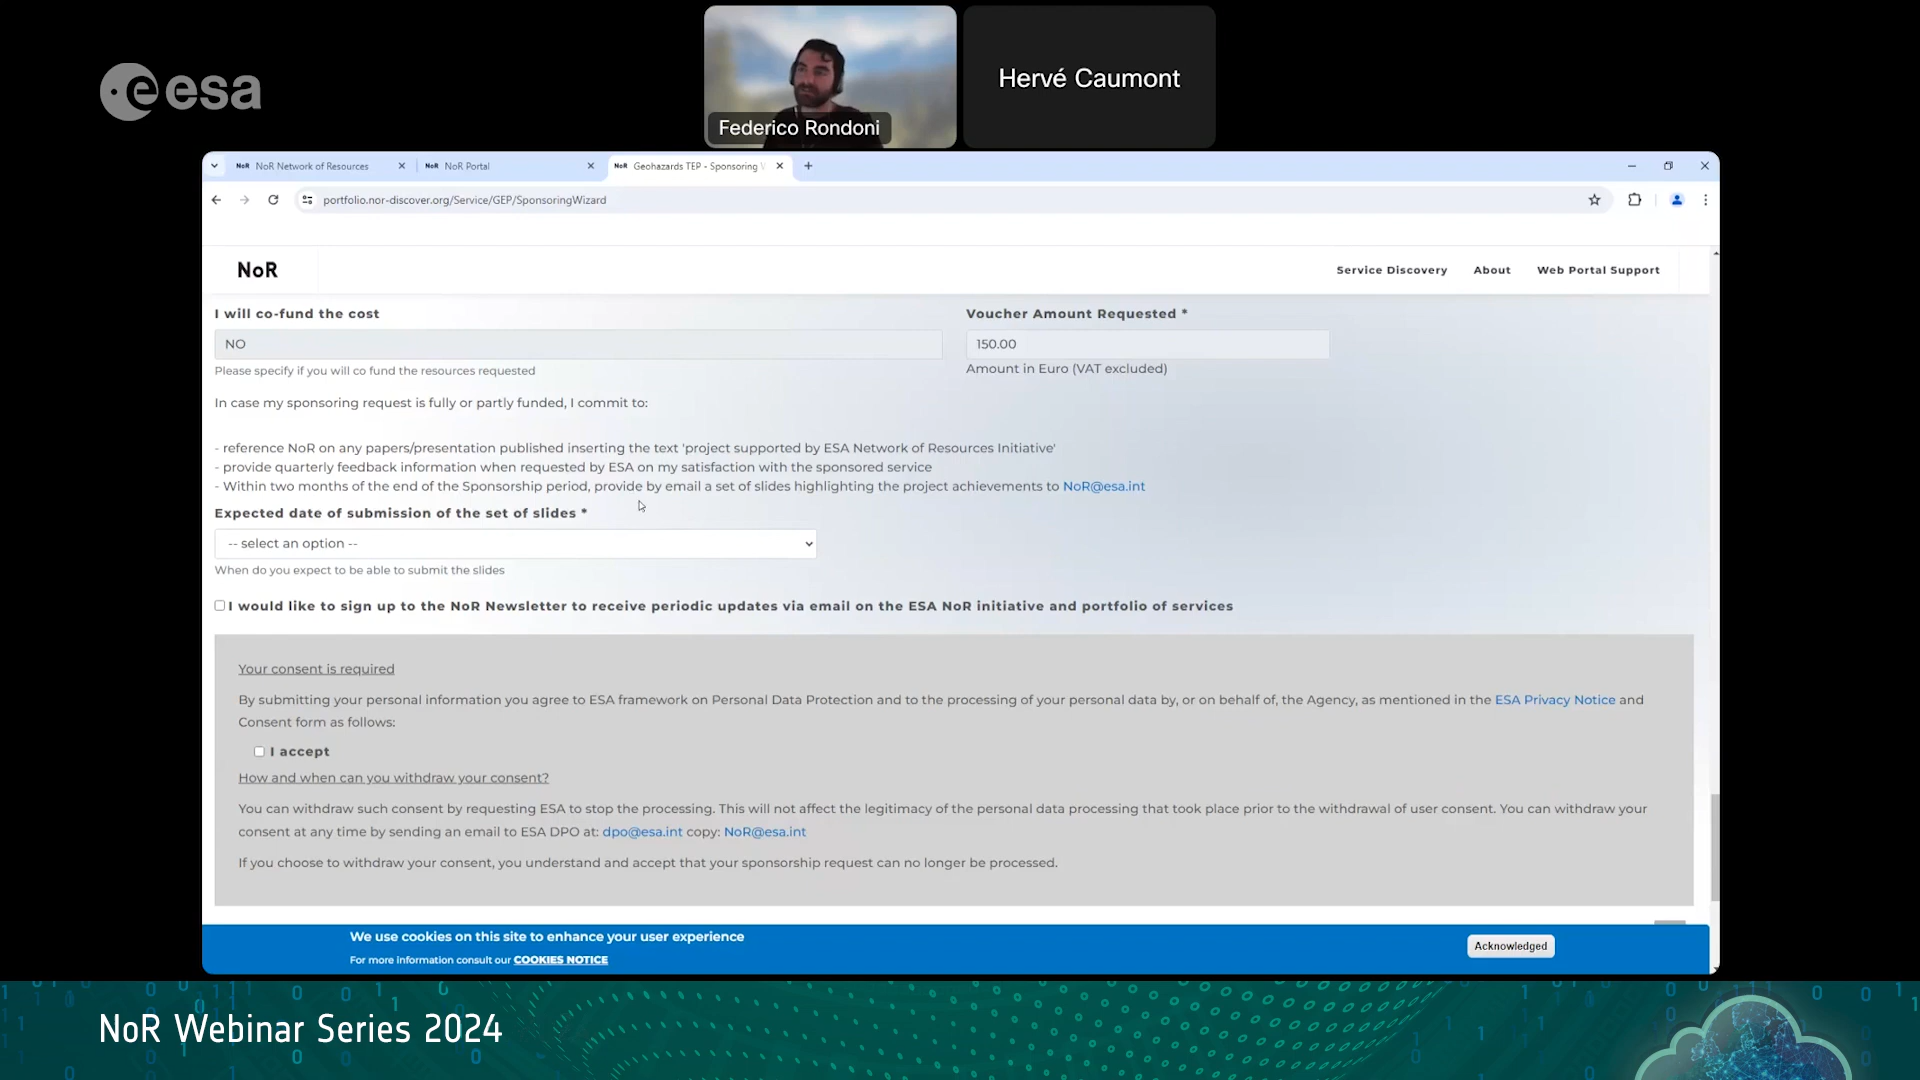 esa
Federico Rondoni
Hervé Caumont
NoR NoR Network of Resources
NoR NoR Portal
NoR Geohazards TEP - Sponsoring
portfolio.nor-discover.org/Service/GEP/SponsoringWizard
NoR
Service Discovery About Web Portal Support
I will co-fund the cost
Voucher Amount Requested *
NO
150.00
Please specify if you will co fund the resources requested
Amount in Euro (VAT excluded)
In case my sponsoring request is fully or partly funded, I commit to:
- reference NoR on any papers/presentation published inserting the text 'project supported by ESA Network of Resources Initiative'
- provide quarterly feedback information when requested by ESA on my satisfaction with the sponsored service
- Within two months of the end of the Sponsorship period, provide by email a set of slides highlighting the project achievements to NoR@esa.int
Expected date of submission of the set of slides *
-- select an option --
When do you expect to be able to submit the slides
I would like to sign up to the NoR Newsletter to receive periodic updates via email on the ESA NoR initiative and portfolio of services
Your consent is required
By submitting your personal information you agree to ESA framework on Personal Data Protection and to the processing of your personal data by, or on behalf of, the Agency, as mentioned in the ESA Privacy Notice and
Consent form as follows:
I accept
How and when can you withdraw your consent?
You can withdraw such consent by requesting ESA to stop the processing. This will not affect the legitimacy of the personal data processing that took place prior to the withdrawal of user consent. You can withdraw your
consent at any time by sending an email to ESA DPO at: dpo@esa.int copy: NoR@esa.int
If you choose to withdraw your consent, you understand and accept that your sponsorship request can no longer be processed.
We use cookies on this site to enhance your user experience
For more information consult our COOKIES NOTICE
Acknowledged
NoR Webinar Series 2024